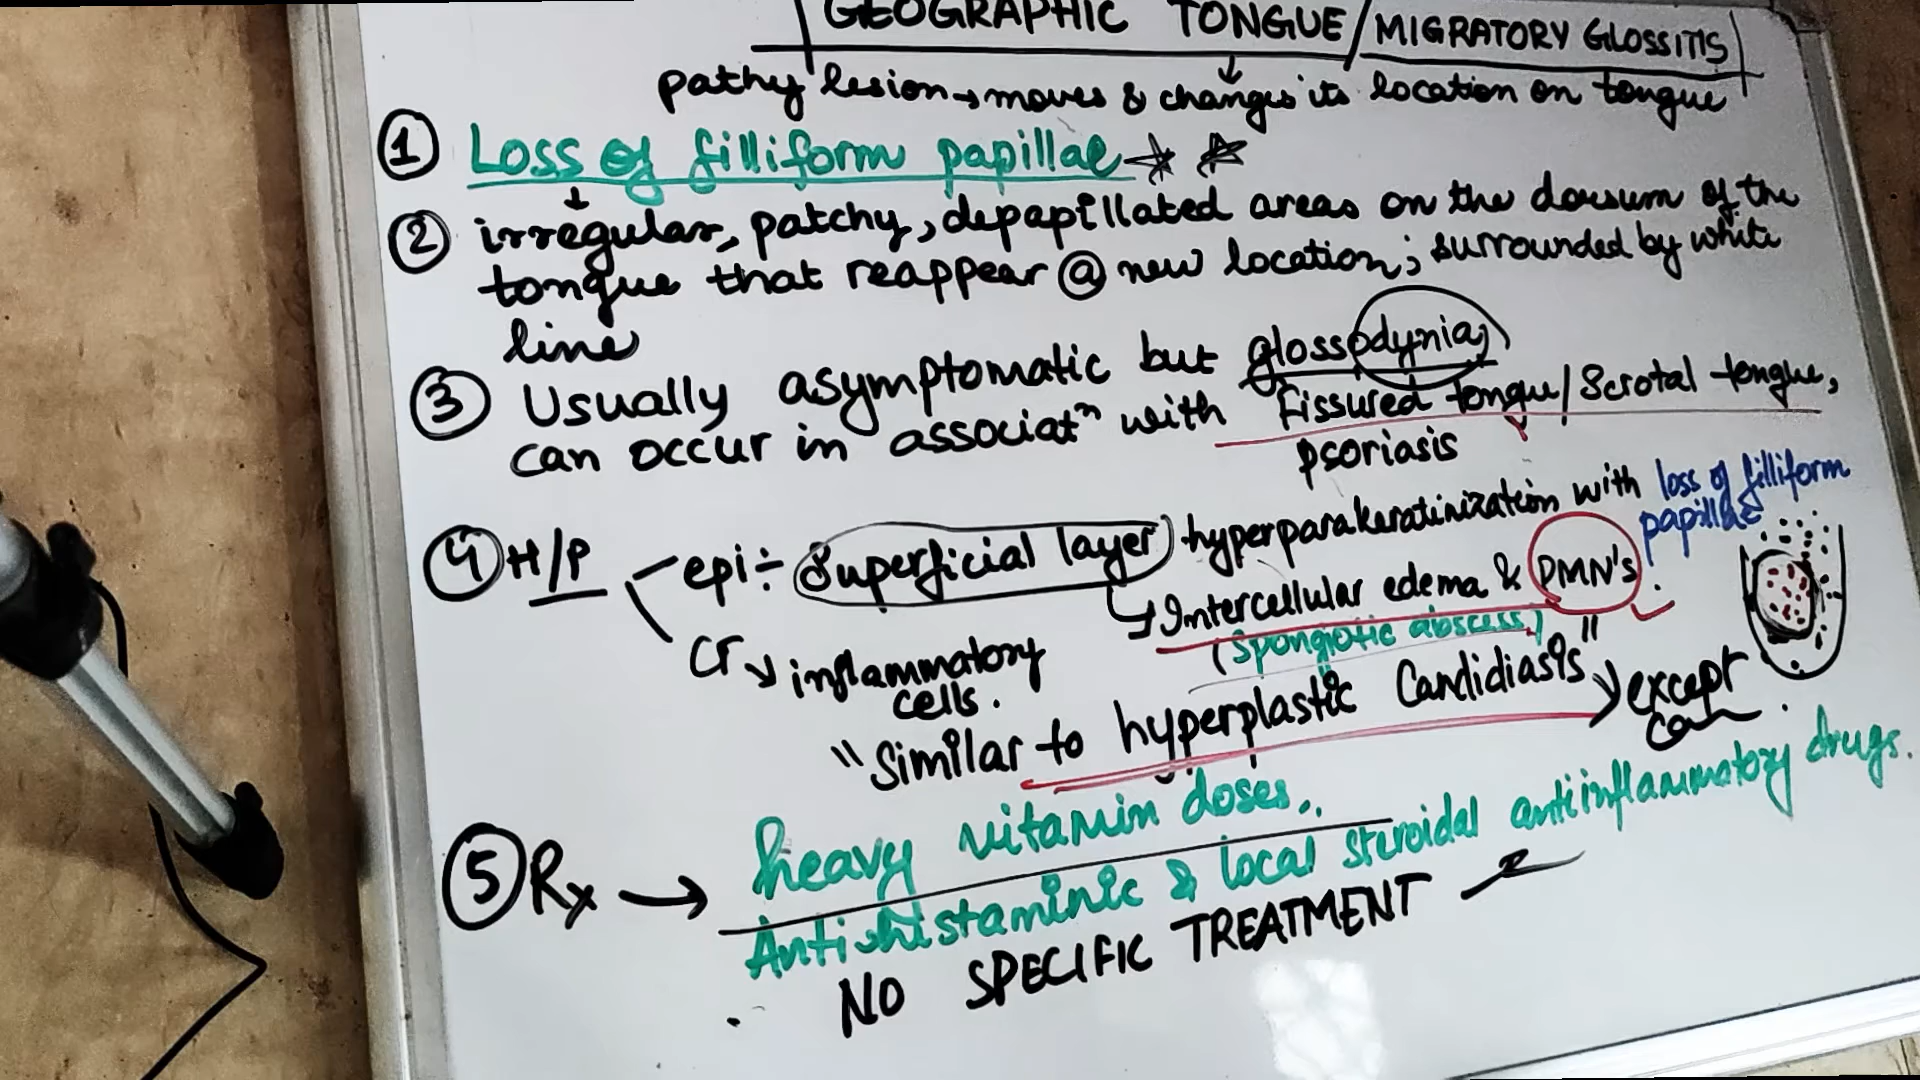 GEOGRAPHIC TONGUE / MIGRATORY GLOSSITIS
pathy lesion → moves & changes its location on tongue
① Loss of filliform papillae
② irregular, patchy, depapillated areas on the dorsum of the
tongue that reappear @ new location; surrounded by white
line
③ Usually asymptomatic but glossodynia
can occur in associatⁿ with Fissured tongue/Scrotal tongue,
psoriasis
④ H/P epi ÷ Superficial layer hyperparakeratinization with loss of filliform
papillae
↳ Intercellular edema & PMN's.
(Spongiotic abscess)
CT ↘ inflammatory
cells.
"Similar to hyperplastic Candidiasis" except
⑤ Rx → heavy vitamin doses..
Antihistaminic & local steroidal antiinflammatory drugs.
NO SPECIFIC TREATMENT